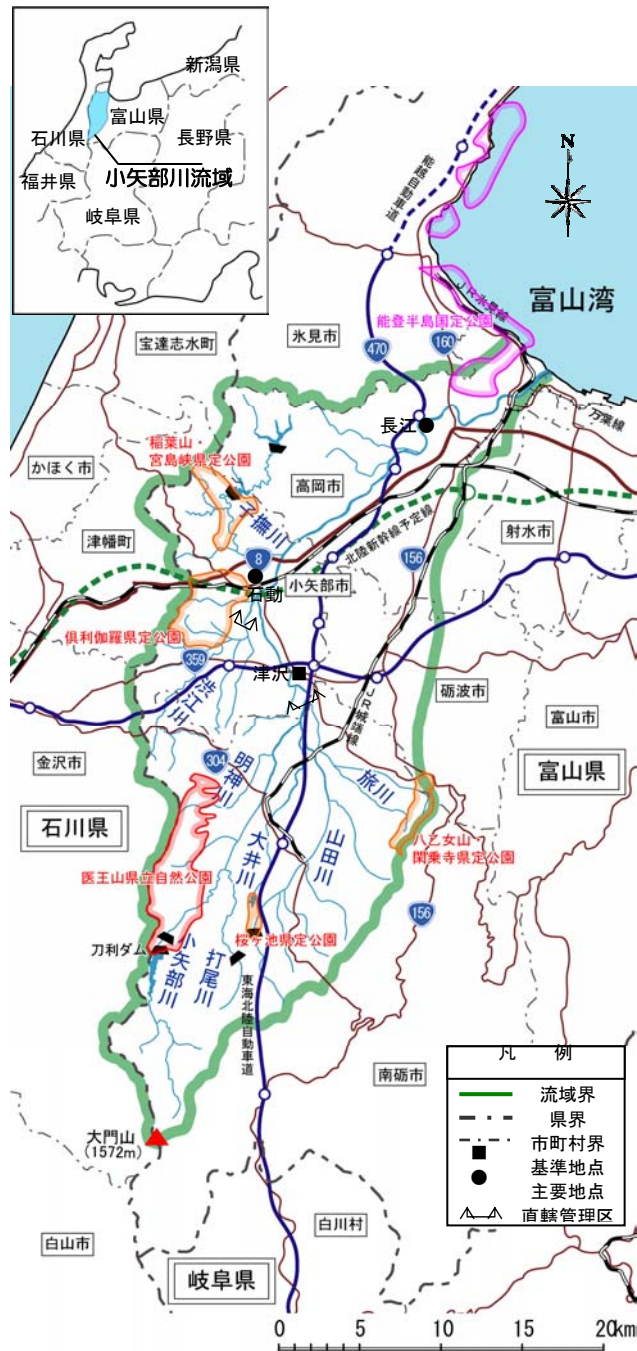 新潟県
富山県
石川県
長野県
福井県
小矢部川流域
岐阜県
N
能越自動車道
JR氷見線
富山湾
能登半島国定公園
宝達志水町
氷見市
470
160
長江
万葉線
稲葉山・
宮島峡県定公園
かほく市
高岡市
子撫川
津幡町
北陸新幹線予定線
射水市
8
156
石動
小矢部市
倶利伽羅県定公園
359
津沢
渋江川
JR城端線
砺波市
富山市
金沢市
304
明神川
旅川
富山県
石川県
大井川
山田川
八乙女山・
閑乗寺県定公園
医王山県立自然公園
156
桜ヶ池県定公園
刀利ダム
小矢部川
打尾川
東海北陸自動車道
南砺市
凡 例
流域界
県界
市町村界
基準地点
主要地点
直轄管理区
大門山
(1572m)
白川村
白山市
岐阜県
0 5 10 15 20km